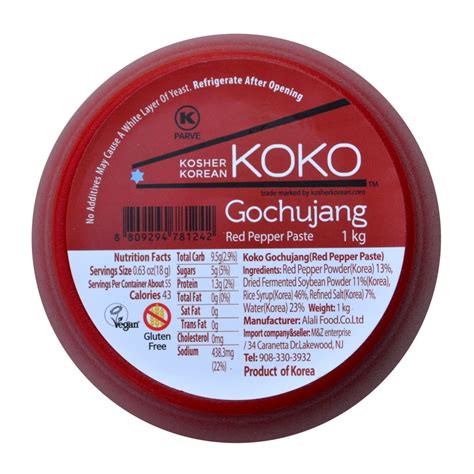 No Additives May Cause A White Layer Of Yeast. Refrigerate After Opening
K
PARVE
KOSHER
KOREAN
KOKO
TM
trade marked by kosherkorean.com
Gochujang
Red Pepper Paste 1 kg
8 809294 781242
Nutrition Facts
Servings Size 0.63 oz (18 g)
Servings Per Container About 55
Calories 43
Total Carb 9.5g(2.9%)
Sugars 5g (5%)
Protein 1.3g (2%)
Total Fat 0g (0%)
Sat Fat 0g
Trans Fat 0g
Cholesterol 0mg
Sodium 438.3mg
(22%)
Vegan
Gluten
Free
Koko Gochujang(Red Pepper Paste)
Ingredients: Red Pepper Powder(Korea) 13%,
Dried Fermented Soybean Powder 11%(Korea),
Rice Syrup(Korea) 46%, Refined Salt(Korea) 7%,
Water(Korea) 23% Weight: 1 kg
Manufacturer: Alali Food.Co.Ltd
Import company&seller: M&Z enterprise
/ 34 Caranetta Dr.Lakewood, NJ
Tel: 908-330-3932
Product of Korea